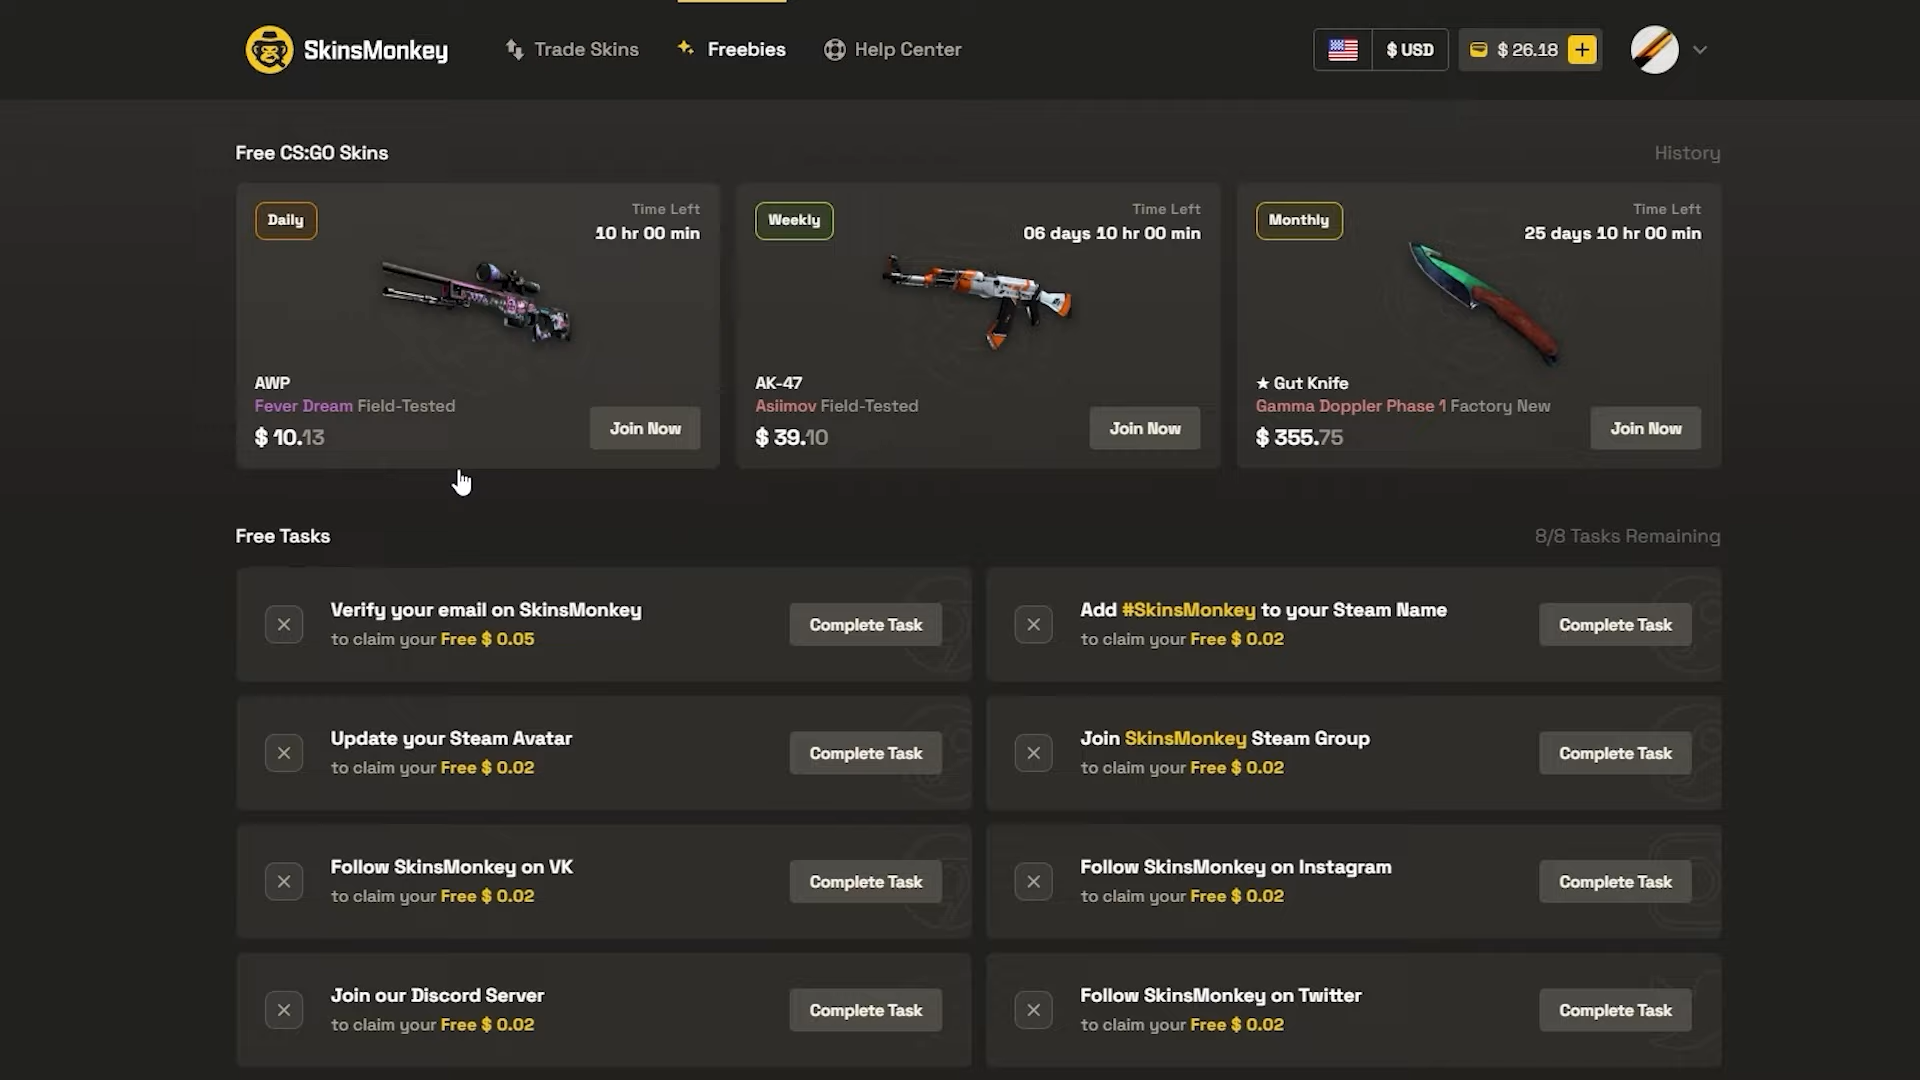 SkinsMonkey
Trade Skins
Freebies
Help Center
$ USD
$ 26.18
Free CS:GO Skins
History
Daily
Time Left
10 hr 00 min
AWP
Fever Dream Field-Tested
$ 10.13
Join Now
Weekly
Time Left
06 days 10 hr 00 min
AK-47
Asiimov Field-Tested
$ 39.10
Join Now
Monthly
Time Left
25 days 10 hr 00 min
★ Gut Knife
Gamma Doppler Phase 1 Factory New
$ 355.75
Join Now
Free Tasks
8/8 Tasks Remaining
Verify your email on SkinsMonkey
to claim your Free $ 0.05
Complete Task
Add #SkinsMonkey to your Steam Name
to claim your Free $ 0.02
Complete Task
Update your Steam Avatar
to claim your Free $ 0.02
Complete Task
Join SkinsMonkey Steam Group
to claim your Free $ 0.02
Complete Task
Follow SkinsMonkey on VK
to claim your Free $ 0.02
Complete Task
Follow SkinsMonkey on Instagram
to claim your Free $ 0.02
Complete Task
Join our Discord Server
to claim your Free $ 0.02
Complete Task
Follow SkinsMonkey on Twitter
to claim your Free $ 0.02
Complete Task